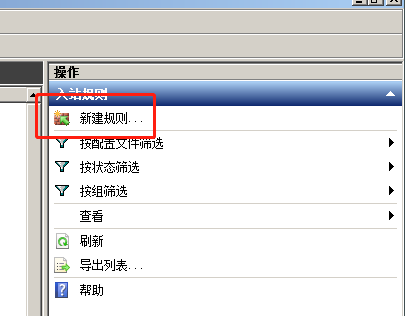 操作
入站规则
新建规则...
按配置文件筛选
按状态筛选
按组筛选
查看
刷新
导出列表...
帮助